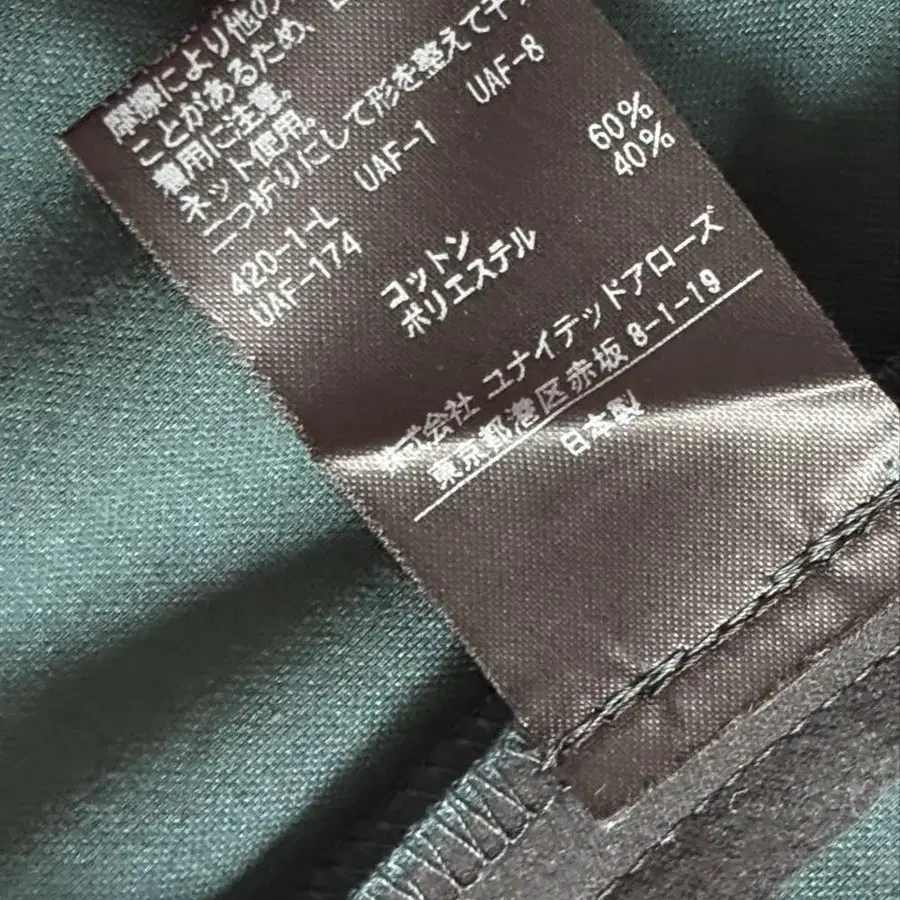 摩擦により他の
ことがあるため、
着用に注意。
ネット使用。
二つ折りにして形を整えて干
420-1-L UAF-1 UAF-8
UAF-174
コットン 60%
ポリエステル 40%
株式会社 ユナイテッドアローズ
東京都港区赤坂 8-1-19
日本製